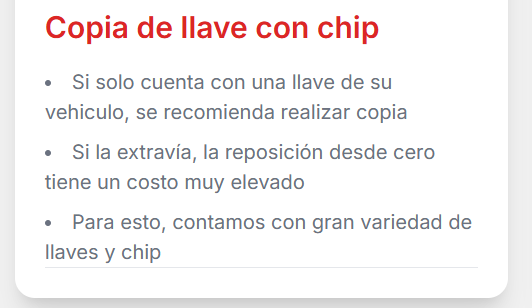 Copia de llave con chip
• Si solo cuenta con una llave de su
vehiculo, se recomienda realizar copia
• Si la extravía, la reposición desde cero
tiene un costo muy elevado
• Para esto, contamos con gran variedad de
llaves y chip